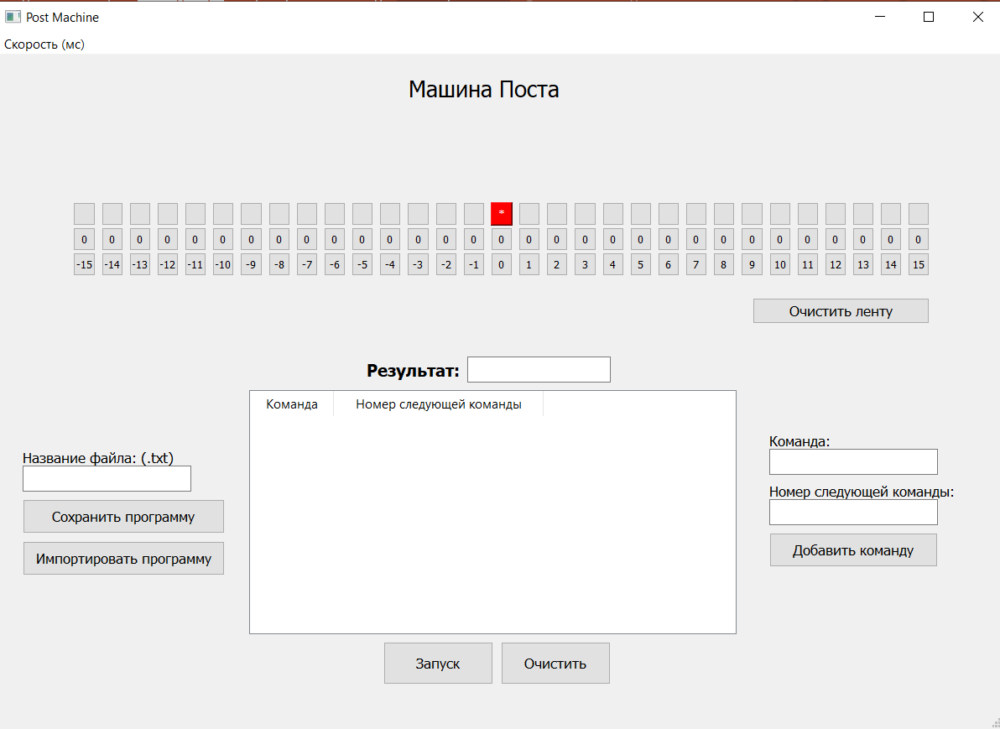 Post Machine
Скорость (мс)
Машина Поста
*
0 0 0 0 0 0 0 0 0 0 0 0 0 0 0 0 0 0 0 0 0 0 0 0 0 0 0 0 0 0 0
-15 -14 -13 -12 -11 -10 -9 -8 -7 -6 -5 -4 -3 -2 -1 0 1 2 3 4 5 6 7 8 9 10 11 12 13 14 15
Очистить ленту
Результат:
Команда Номер следующей команды
Название файла: (.txt)
Сохранить программу
Импортировать программу
Команда:
Номер следующей команды:
Добавить команду
Запуск Очистить